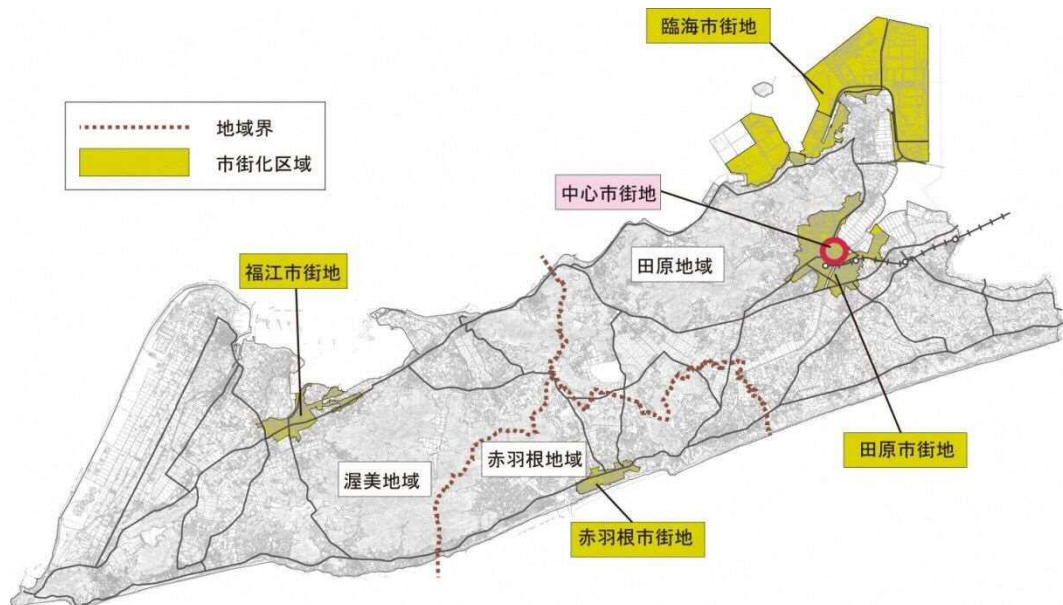 臨海市街地
地域界
市街化区域
中心市街地
田原地域
福江市街地
田原市街地
赤羽根地域
渥美地域
赤羽根市街地